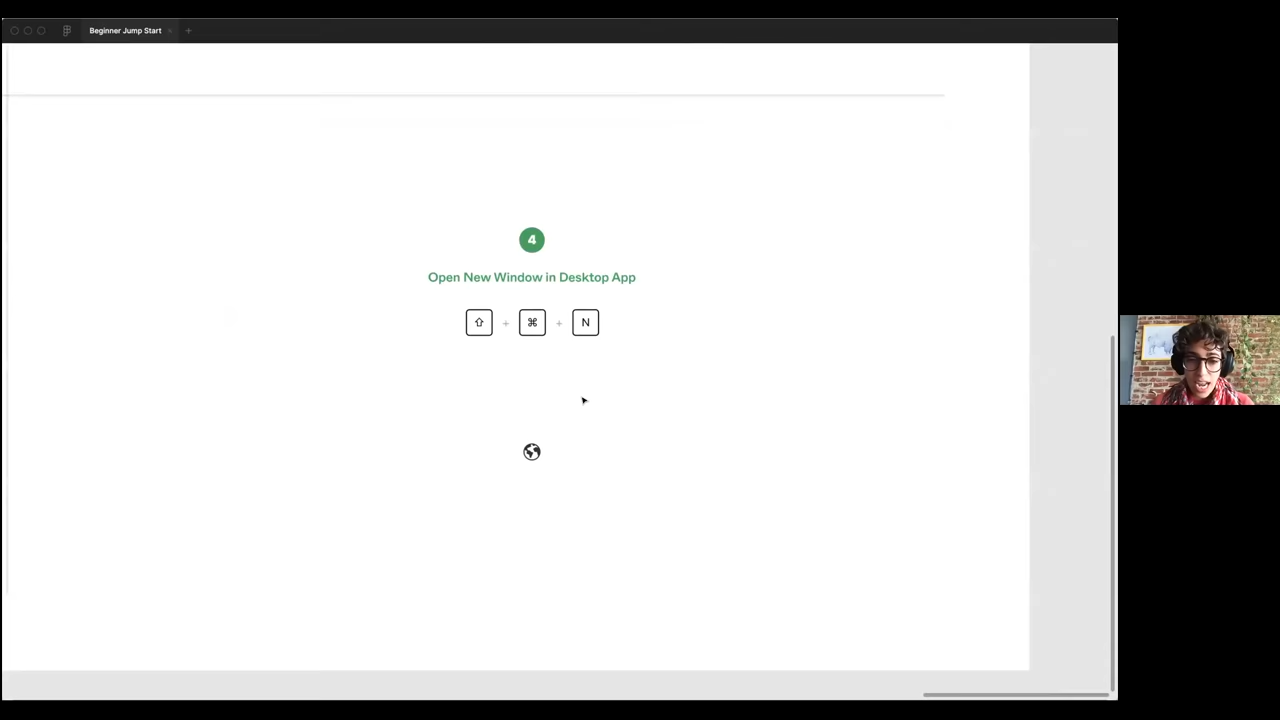 Beginner Jump Start
4
Open New Window in Desktop App
⇧ + ⌘ + N